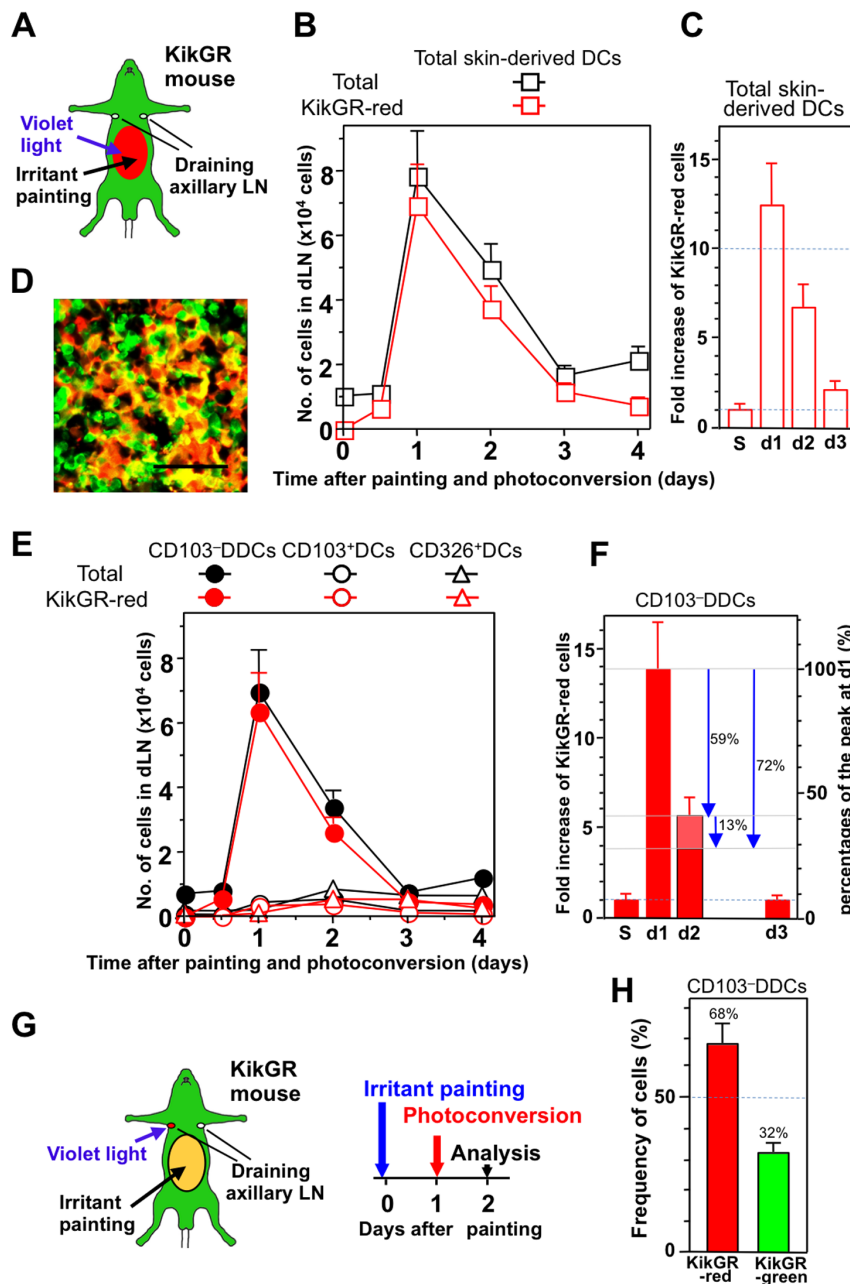 A
KikGR
mouse
Violet
light
Irritant
painting
Draining
axillary LN
B
Total skin-derived DCs
Total
KikGR-red
No. of cells in dLN (x10⁴ cells)
8
6
4
2
0
0 1 2 3 4
Time after painting and photoconversion (days)
C
Total skin-
derived DCs
Fold increase of KikGR-red cells
15
10
5
0
S d1 d2 d3
D
E
CD103⁻DDCs CD103⁺DCs CD326⁺DCs
Total
KikGR-red
No. of cells in dLN (x10⁴ cells)
8
6
4
2
0
0 1 2 3 4
Time after painting and photoconversion (days)
F
CD103⁻DDCs
Fold increase of KikGR-red cells
15
10
5
0
S d1 d2 d3
59%
72%
13%
100
50
0
percentages of the peak at d1 (%)
G
KikGR
mouse
Violet light
Irritant
painting
Draining
axillary LN
Irritant painting
Photoconversion
Analysis
0 1 2
Days after painting
H
CD103⁻DDCs
Frequency of cells (%)
68%
50
32%
0
KikGR
-red
KikGR
-green